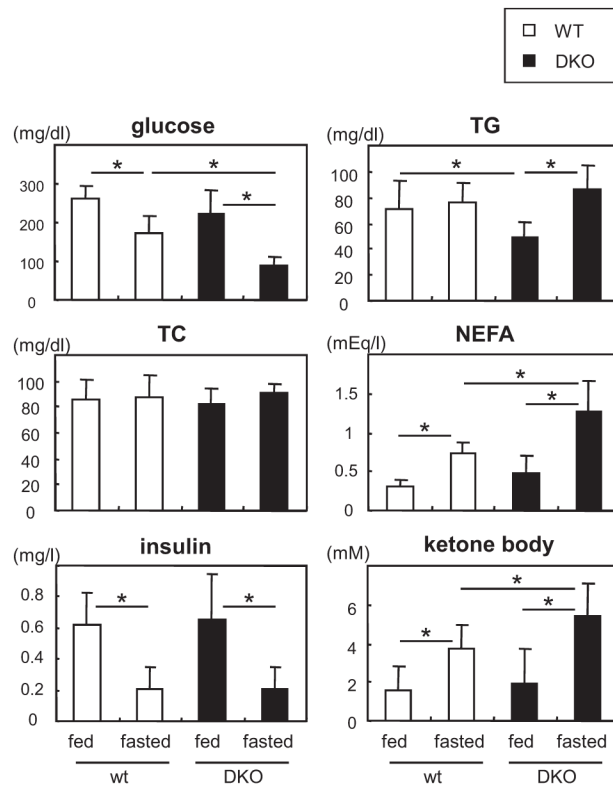 WT
DKO
glucose
(mg/dl)
300
200
100
0
* * *
TG
(mg/dl)
100
80
60
40
20
0
* *
TC
(mg/dl)
100
80
60
40
20
0
NEFA
(mEq/l)
1.5
1
0.5
0
* * *
insulin
(mg/l)
0.8
0.6
0.4
0.2
0
* *
fed fasted fed fasted
wt DKO
ketone body
(mM)
6
4
2
0
* * *
fed fasted fed fasted
wt DKO